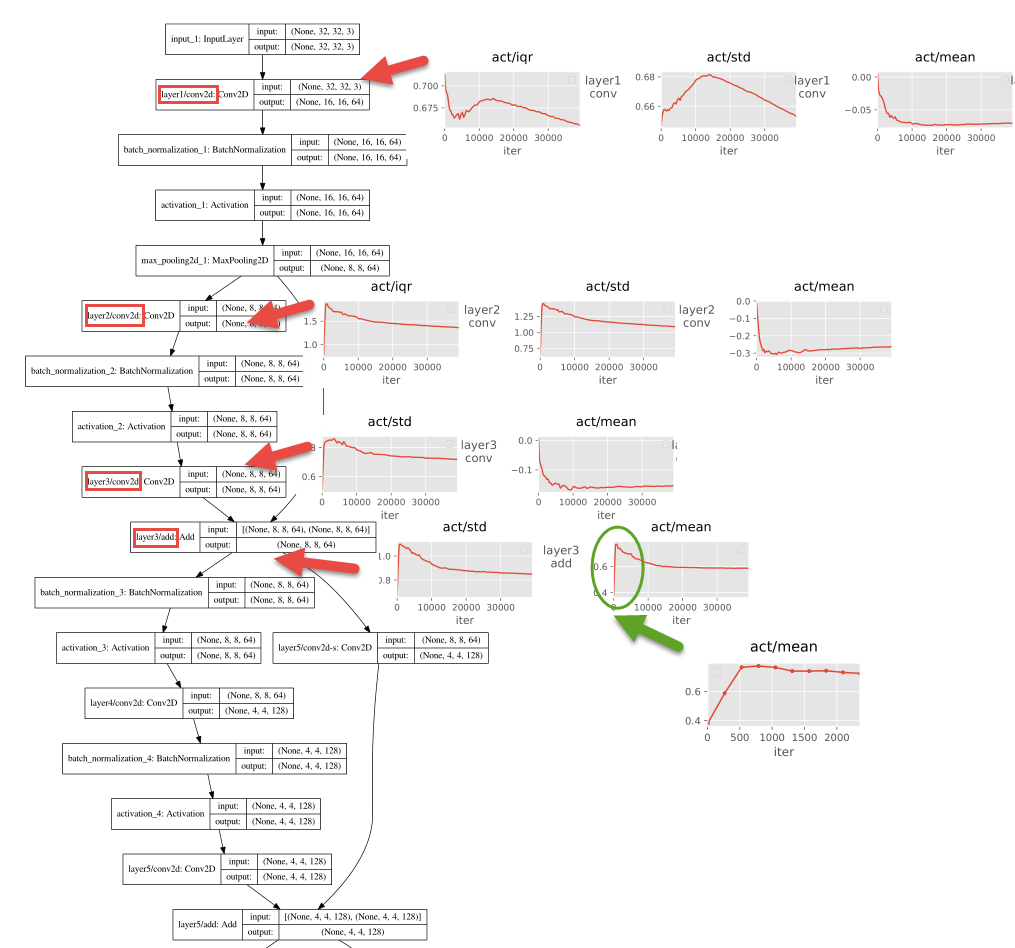 input_1: InputLayer
input: (None, 32, 32, 3)
output: (None, 32, 32, 3)
layer1/conv2d: Conv2D
input: (None, 32, 32, 3)
output: (None, 16, 16, 64)
act/iqr
0.700
0.675
0 10000 20000 30000
iter
layer1
conv
act/std
0.68
0.66
0 10000 20000 30000
iter
layer1
conv
act/mean
0.00
−0.05
0 10000 20000 30000
iter
batch_normalization_1: BatchNormalization
input: (None, 16, 16, 64)
output: (None, 16, 16, 64)
activation_1: Activation
input: (None, 16, 16, 64)
output: (None, 16, 16, 64)
max_pooling2d_1: MaxPooling2D
input: (None, 16, 16, 64)
output: (None, 8, 8, 64)
layer2/conv2d: Conv2D
input: (None, 8, 8, 64)
output: (None, 8, 8, 64)
act/iqr
1.5
1.0
0 10000 20000 30000
iter
layer2
conv
act/std
1.25
1.00
0.75
0 10000 20000 30000
iter
layer2
conv
act/mean
0.0
−0.1
−0.2
−0.3
0 10000 20000 30000
iter
batch_normalization_2: BatchNormalization
input: (None, 8, 8, 64)
output: (None, 8, 8, 64)
activation_2: Activation
input: (None, 8, 8, 64)
output: (None, 8, 8, 64)
layer3/conv2d: Conv2D
input: (None, 8, 8, 64)
output: (None, 8, 8, 64)
act/std
8
0.6
0 10000 20000 30000
iter
layer3
conv
act/mean
0.0
−0.1
0 10000 20000 30000
iter
layer3/add: Add
input: [(None, 8, 8, 64), (None, 8, 8, 64)]
output: (None, 8, 8, 64)
act/std
1.0
0.8
0 10000 20000 30000
iter
layer3
add
act/mean
0.6
0.4
0 10000 20000 30000
iter
batch_normalization_3: BatchNormalization
input: (None, 8, 8, 64)
output: (None, 8, 8, 64)
activation_3: Activation
input: (None, 8, 8, 64)
output: (None, 8, 8, 64)
layer5/conv2d-s: Conv2D
input: (None, 8, 8, 64)
output: (None, 4, 4, 128)
act/mean
0.6
0.4
0 500 1000 1500 2000
iter
layer4/conv2d: Conv2D
input: (None, 8, 8, 64)
output: (None, 4, 4, 128)
batch_normalization_4: BatchNormalization
input: (None, 4, 4, 128)
output: (None, 4, 4, 128)
activation_4: Activation
input: (None, 4, 4, 128)
output: (None, 4, 4, 128)
layer5/conv2d: Conv2D
input: (None, 4, 4, 128)
output: (None, 4, 4, 128)
layer5/add: Add
input: [(None, 4, 4, 128), (None, 4, 4, 128)]
output: (None, 4, 4, 128)